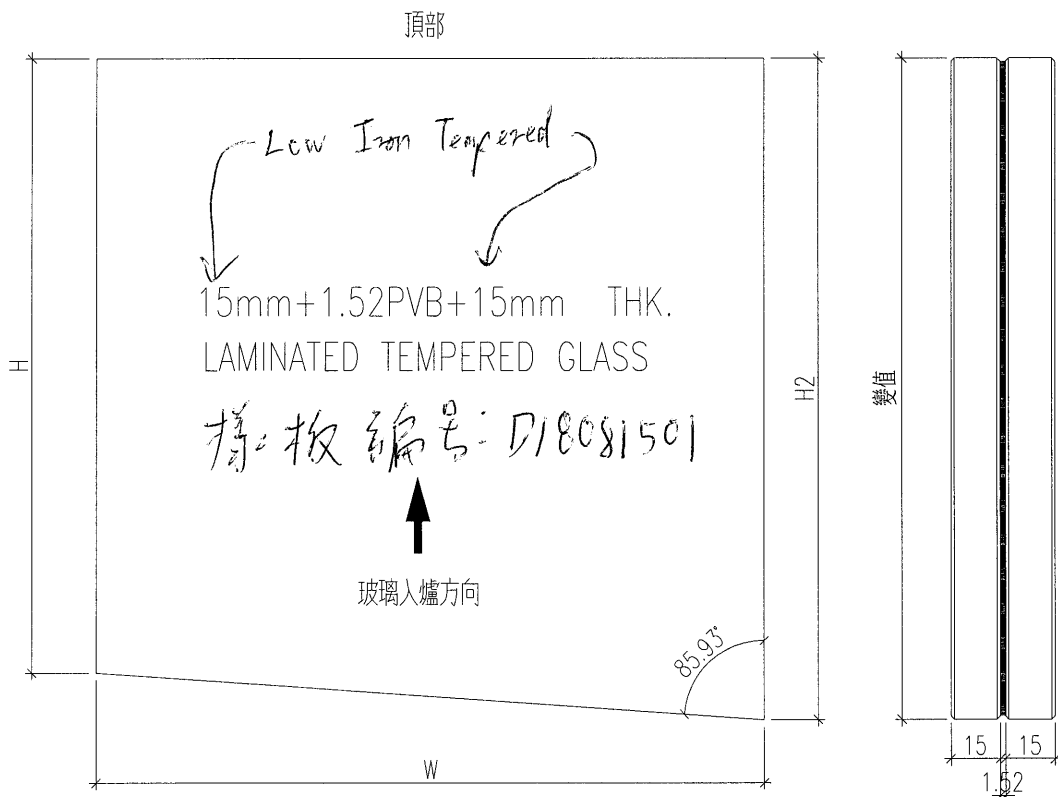 頂部
Low Iron Tempered
15mm+1.52PVB+15mm THK.
LAMINATED TEMPERED GLASS
樣板編号: D18081501
玻璃入爐方向
85.93°
H
H2
W
變值
15
15
1.52